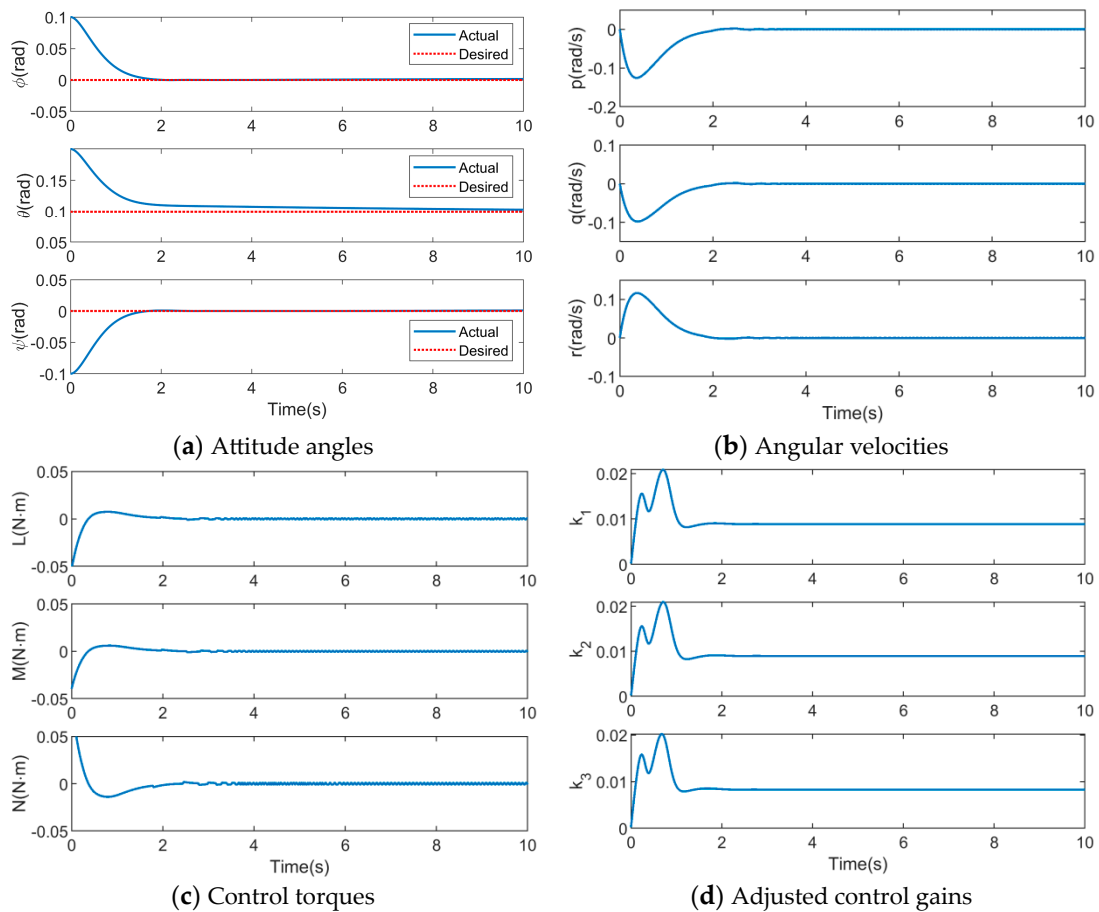 0.1
0.05
0
-0.05
ϕ(rad)
Actual
Desired
0 2 4 6 8 10
0.15
0.1
0.05
θ(rad)
Actual
Desired
0 2 4 6 8 10
0.05
0
-0.05
-0.1
ψ(rad)
Actual
Desired
0 2 4 6 8 10
Time(s)
(a) Attitude angles
0
-0.1
-0.2
p(rad/s)
0 2 4 6 8 10
0.1
0
-0.1
q(rad/s)
0 2 4 6 8 10
0.1
0
-0.1
r(rad/s)
0 2 4 6 8 10
Time(s)
(b) Angular velocities
0.05
0
-0.05
L(N·m)
0 2 4 6 8 10
0.05
0
-0.05
M(N·m)
0 2 4 6 8 10
0.05
0
-0.05
N(N·m)
0 2 4 6 8 10
Time(s)
(c) Control torques
0.02
0.01
0
k1
0 2 4 6 8 10
0.02
0.01
0
k2
0 2 4 6 8 10
0.02
0.01
0
k3
0 2 4 6 8 10
Time(s)
(d) Adjusted control gains